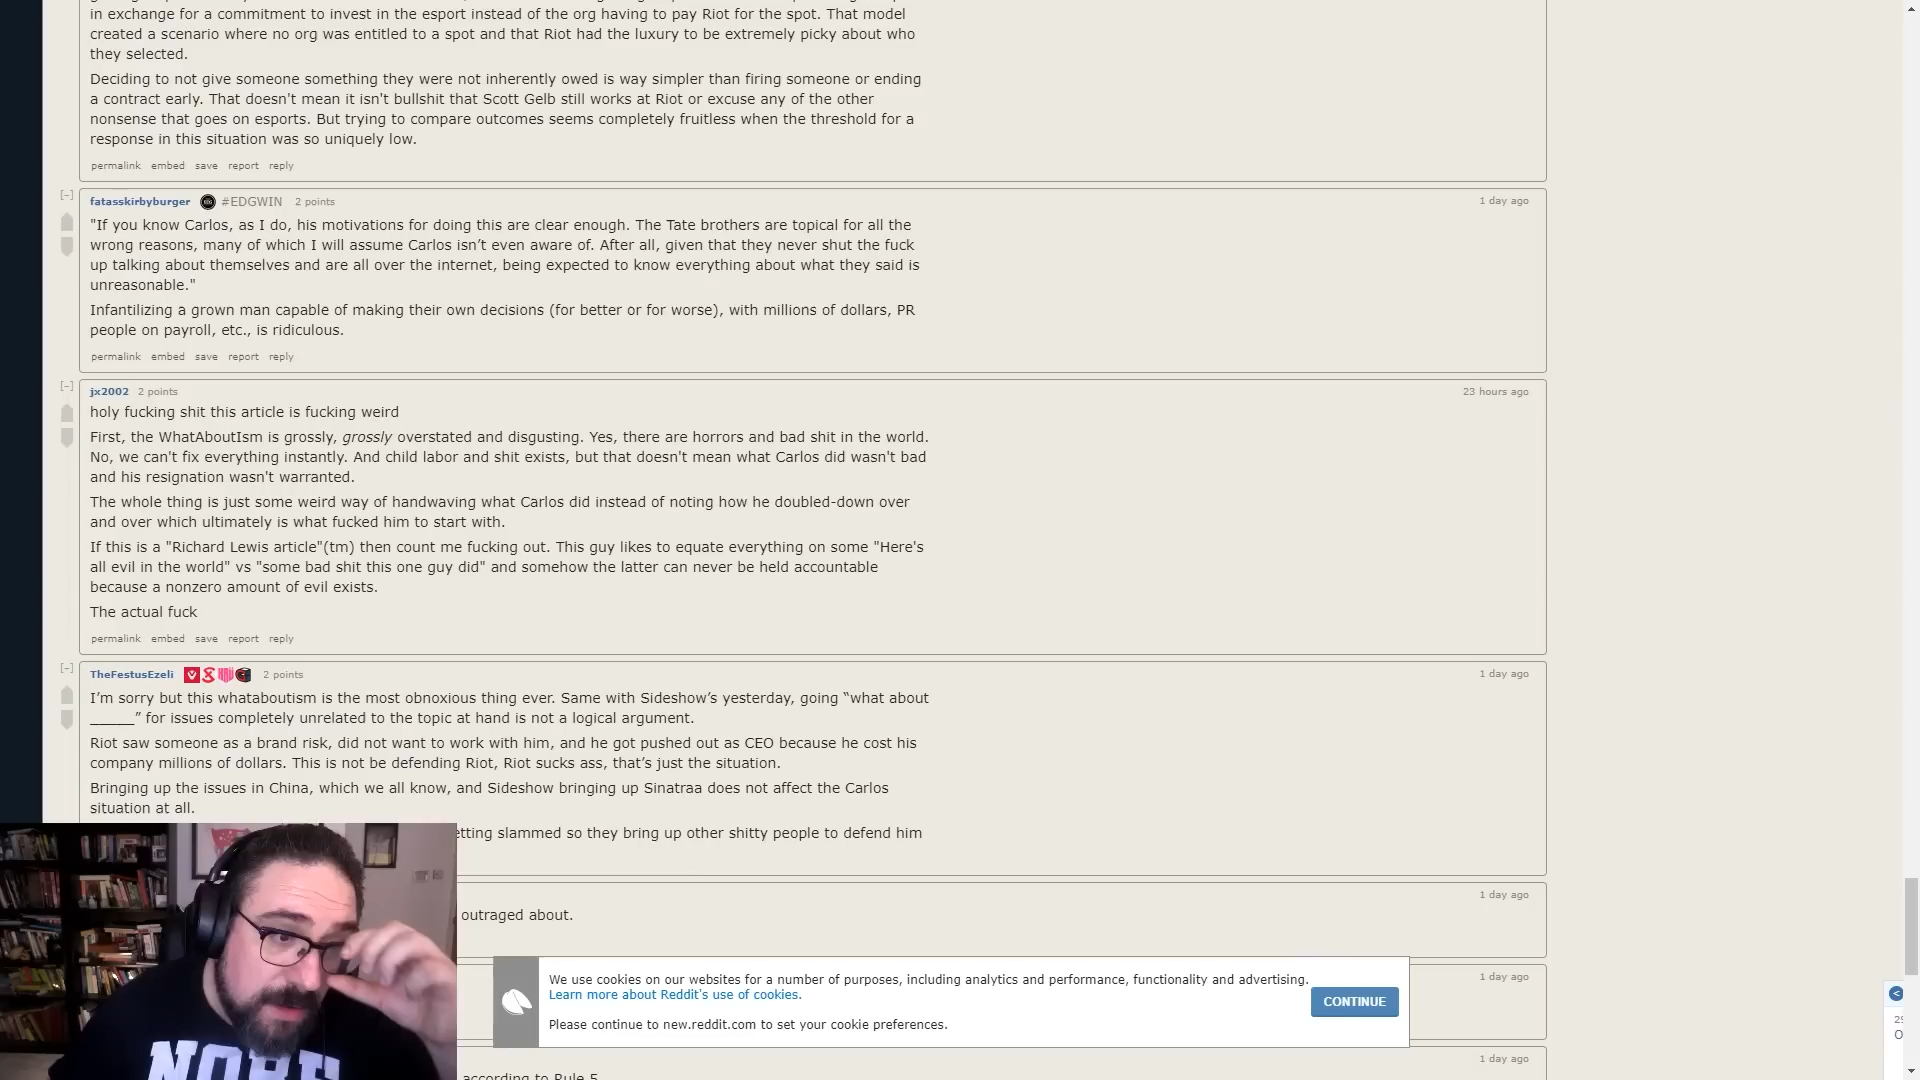 in exchange for a commitment to invest in the esport instead of the org having to pay Riot for the spot. That model
created a scenario where no org was entitled to a spot and that Riot had the luxury to be extremely picky about who
they selected.
Deciding to not give someone something they were not inherently owed is way simpler than firing someone or ending
a contract early. That doesn't mean it isn't bullshit that Scott Gelb still works at Riot or excuse any of the other
nonsense that goes on esports. But trying to compare outcomes seems completely fruitless when the threshold for a
response in this situation was so uniquely low.
permalink embed save report reply
[–] fatasskirbyburger #EDGWIN 2 points 1 day ago
"If you know Carlos, as I do, his motivations for doing this are clear enough. The Tate brothers are topical for all the
wrong reasons, many of which I will assume Carlos isn’t even aware of. After all, given that they never shut the fuck
up talking about themselves and are all over the internet, being expected to know everything about what they said is
unreasonable."
Infantilizing a grown man capable of making their own decisions (for better or for worse), with millions of dollars, PR
people on payroll, etc., is ridiculous.
permalink embed save report reply
[–] jx2002 2 points 23 hours ago
holy fucking shit this article is fucking weird
First, the WhatAboutIsm is grossly, grossly overstated and disgusting. Yes, there are horrors and bad shit in the world.
No, we can't fix everything instantly. And child labor and shit exists, but that doesn't mean what Carlos did wasn't bad
and his resignation wasn't warranted.
The whole thing is just some weird way of handwaving what Carlos did instead of noting how he doubled-down over
and over which ultimately is what fucked him to start with.
If this is a "Richard Lewis article"(tm) then count me fucking out. This guy likes to equate everything on some "Here's
all evil in the world" vs "some bad shit this one guy did" and somehow the latter can never be held accountable
because a nonzero amount of evil exists.
The actual fuck
permalink embed save report reply
[–] TheFestusEzeli 2 points 1 day ago
I’m sorry but this whataboutism is the most obnoxious thing ever. Same with Sideshow’s yesterday, going “what about
_____” for issues completely unrelated to the topic at hand is not a logical argument.
Riot saw someone as a brand risk, did not want to work with him, and he got pushed out as CEO because he cost his
company millions of dollars. This is not be defending Riot, Riot sucks ass, that’s just the situation.
Bringing up the issues in China, which we all know, and Sideshow bringing up Sinatraa does not affect the Carlos
situation at all.
etting slammed so they bring up other shitty people to defend him
1 day ago
outraged about.
1 day ago
We use cookies on our websites for a number of purposes, including analytics and performance, functionality and advertising.
Learn more about Reddit's use of cookies.
CONTINUE
Please continue to new.reddit.com to set your cookie preferences.
1 day ago
according to Rule 5